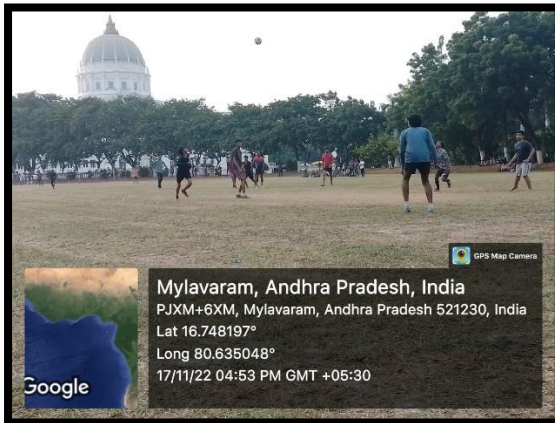 GPS Map Camera
Mylavaram, Andhra Pradesh, India
PJXM+6XM, Mylavaram, Andhra Pradesh 521230, India
Lat 16.748197°
Long 80.635048°
17/11/22 04:53 PM GMT +05:30
Google